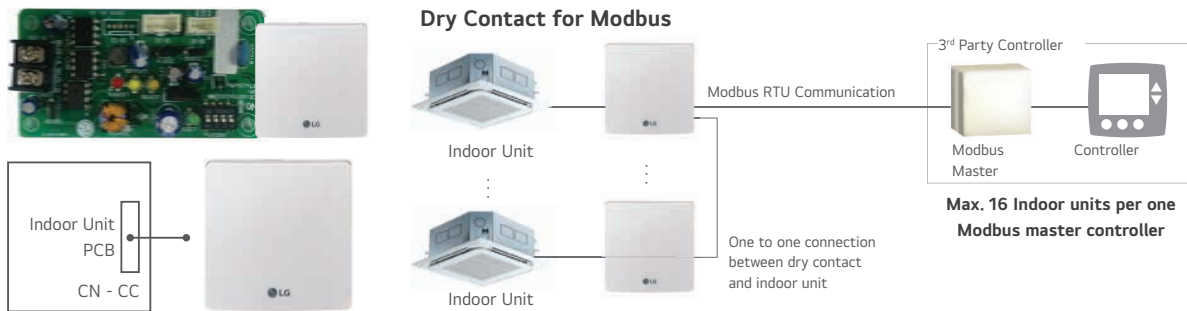 Dry Contact for Modbus
3rd Party Controller
Modbus RTU Communication
LG
Indoor Unit
Modbus
Master
Controller
Max. 16 Indoor units per one
Modbus master controller
Indoor Unit
PCB
CN - CC
LG
LG
LG
One to one connection
between dry contact
and indoor unit
Indoor Unit